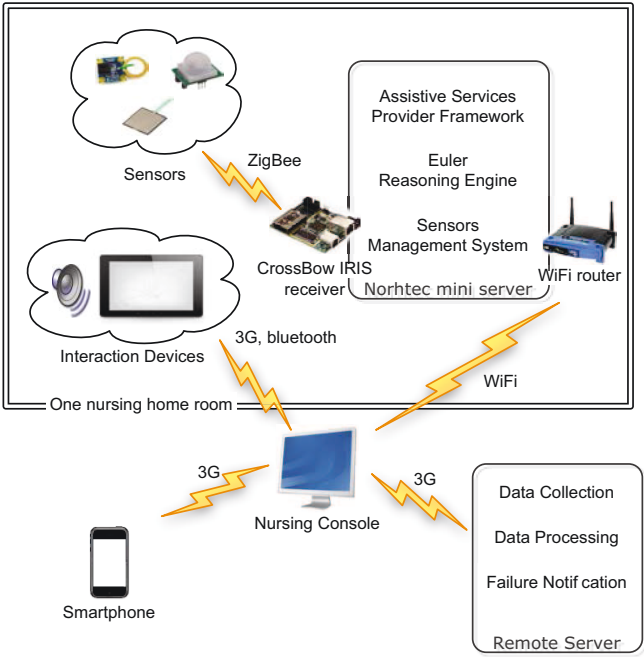 Assistive Services
Provider Framework
Euler
Reasoning Engine
Sensors
Management System
Norhtec mini server
Sensors
ZigBee
CrossBow IRIS
receiver
WiFi router
Interaction Devices
3G, bluetooth
WiFi
One nursing home room
3G
Nursing Console
3G
Smartphone
Data Collection
Data Processing
Failure Notif cation
Remote Server